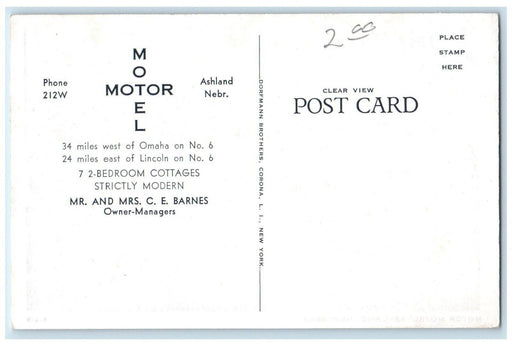 MOTEL
MOTOR
Phone
212W
Ashland
Nebr.
34 miles west of Omaha on No. 6
24 miles east of Lincoln on No. 6
7 2-BEDROOM COTTAGES
STRICTLY MODERN
MR. AND MRS. C. E. BARNES
Owner-Managers
DORFMANN BROTHERS, CORONA, L. I., NEW YORK
2 00
PLACE
STAMP
HERE
CLEAR VIEW
POST CARD